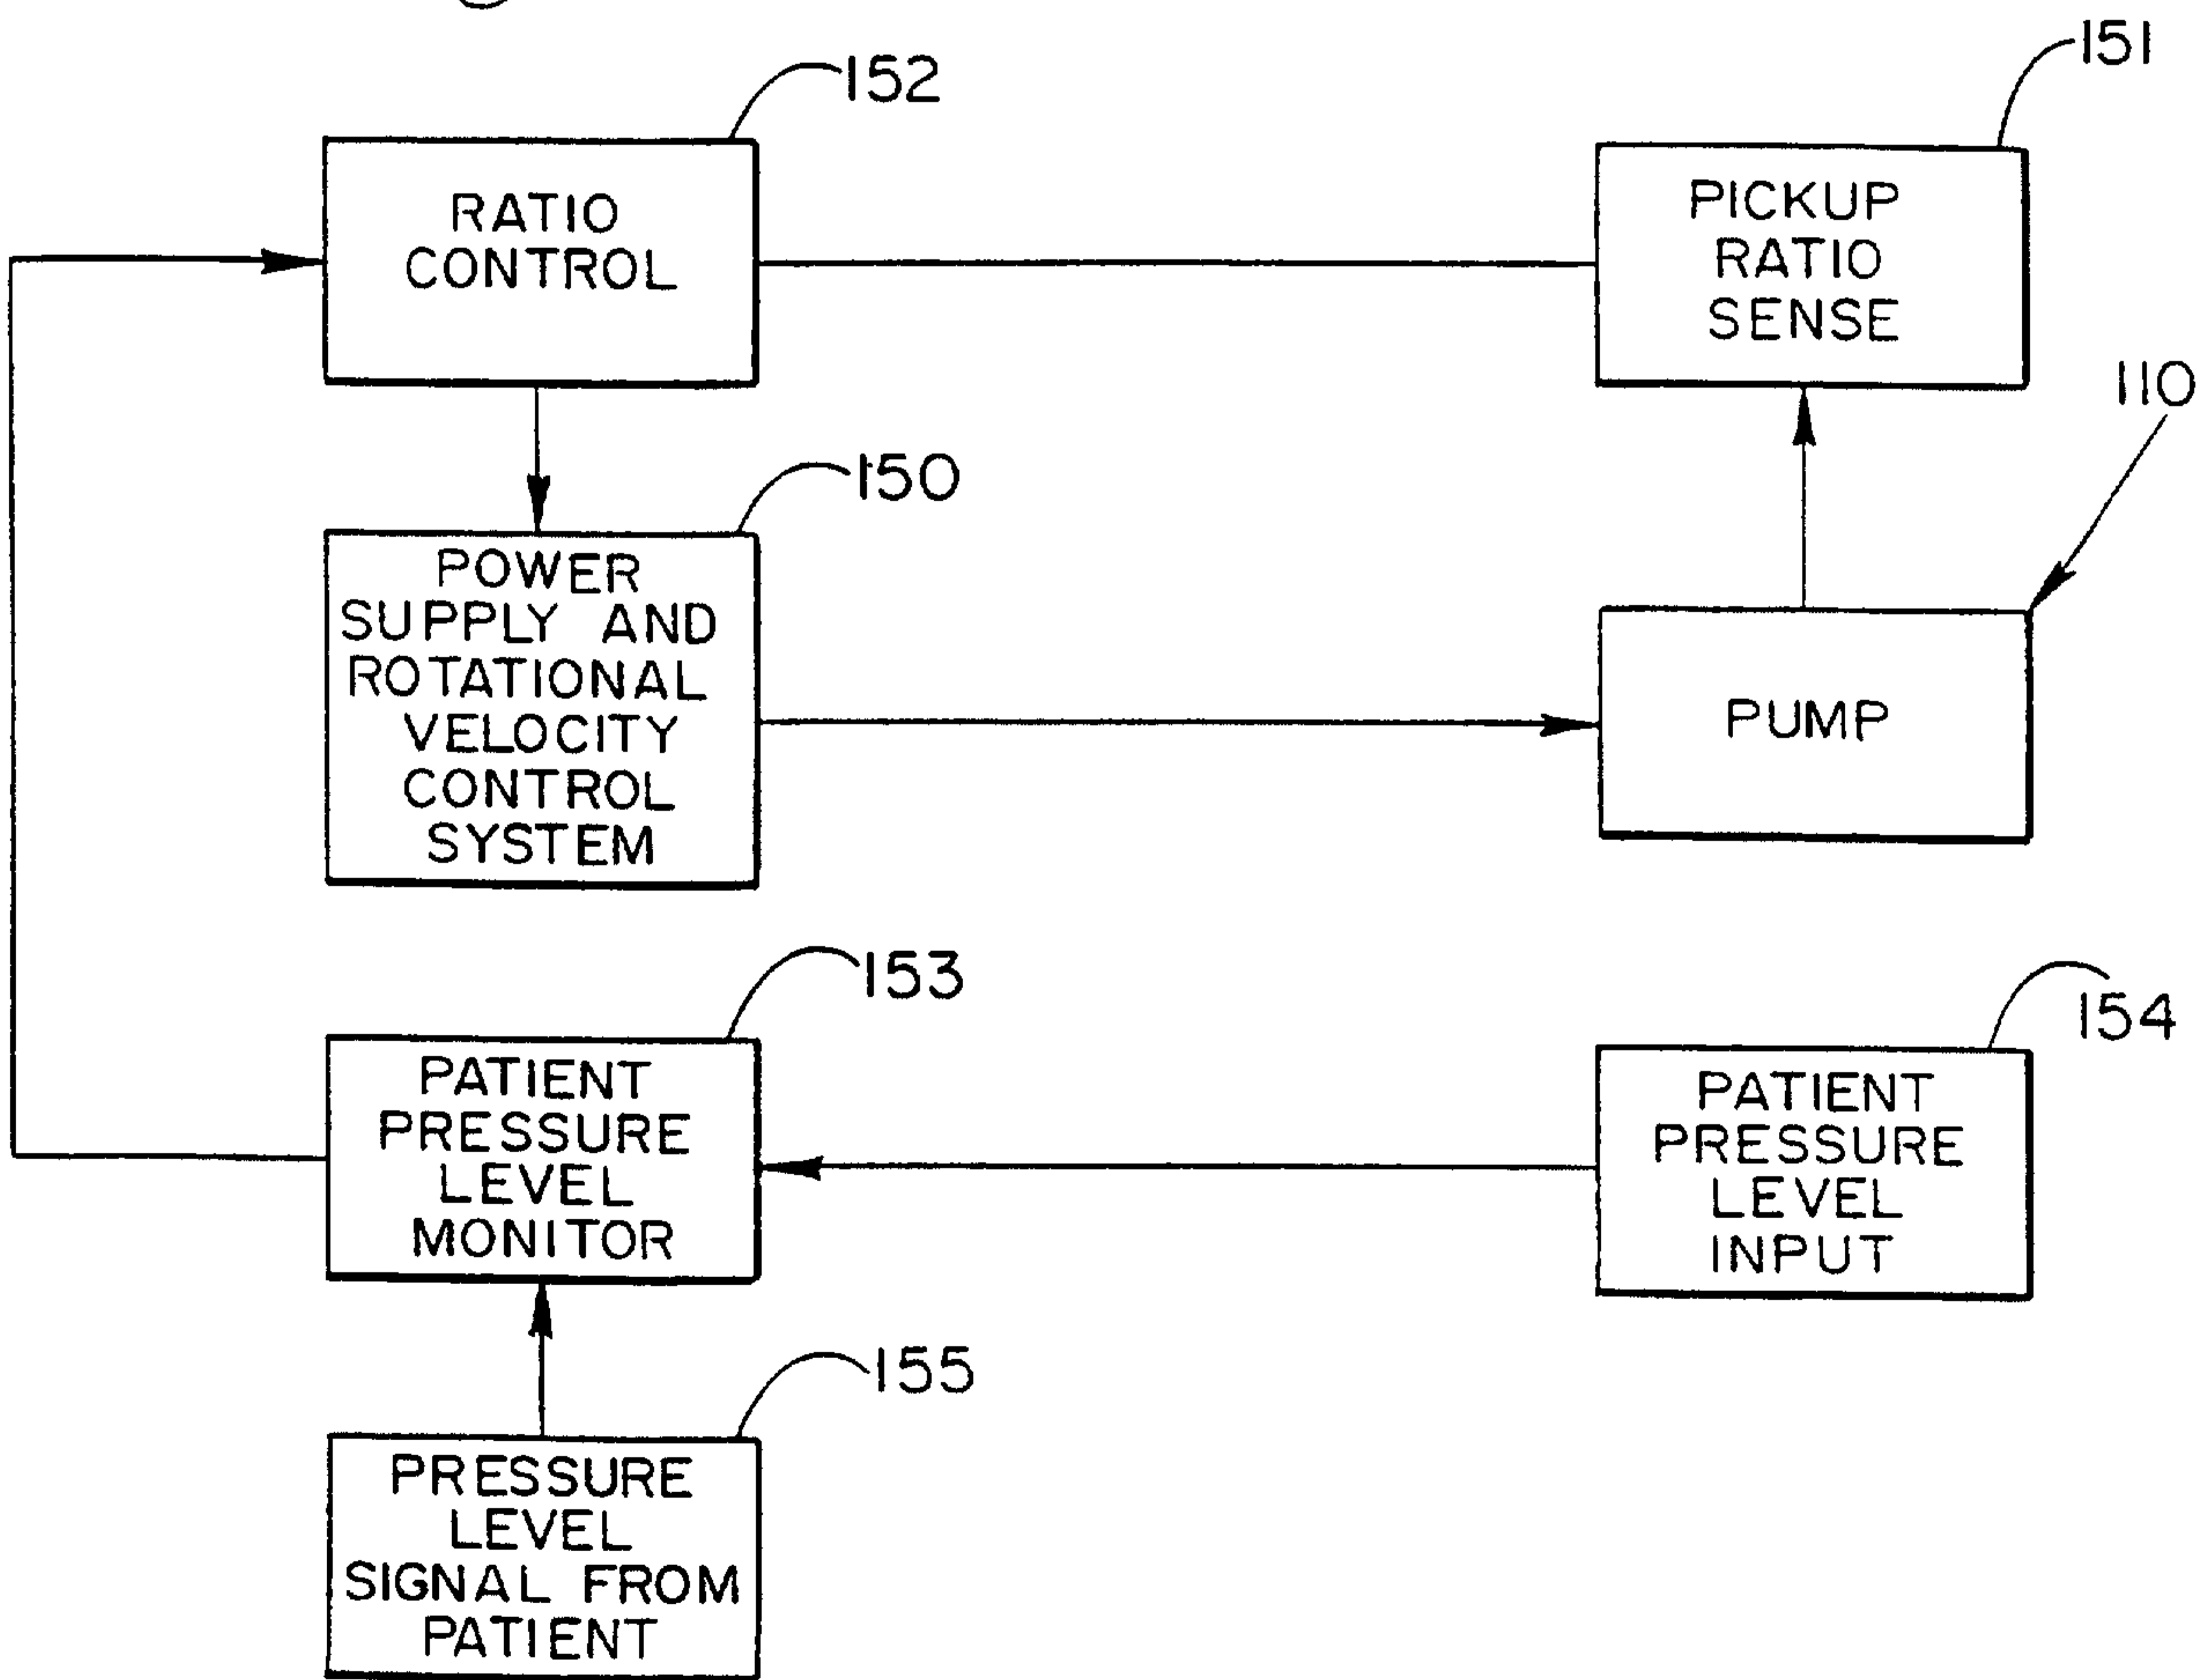 152
RATIO
CONTROL
151
PICKUP
RATIO
SENSE
150
POWER
SUPPLY AND
ROTATIONAL
VELOCITY
CONTROL
SYSTEM
110
PUMP
153
PATIENT
PRESSURE
LEVEL
MONITOR
154
PATIENT
PRESSURE
LEVEL
INPUT
155
PRESSURE
LEVEL
SIGNAL FROM
PATIENT